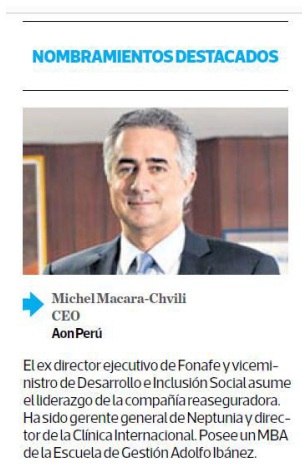 NOMBRAMIENTOS DESTACADOS
Michel Macara-Chvili
CEO
Aon Perú
El ex director ejecutivo de Fonafe y vicemi-
nistro de Desarrollo e Inclusión Social asume
el liderazgo de la compañía reaseguradora.
Ha sido gerente general de Neptunia y direc-
tor de la Clínica Internacional. Posee un MBA
de la Escuela de Gestión Adolfo Ibánez.